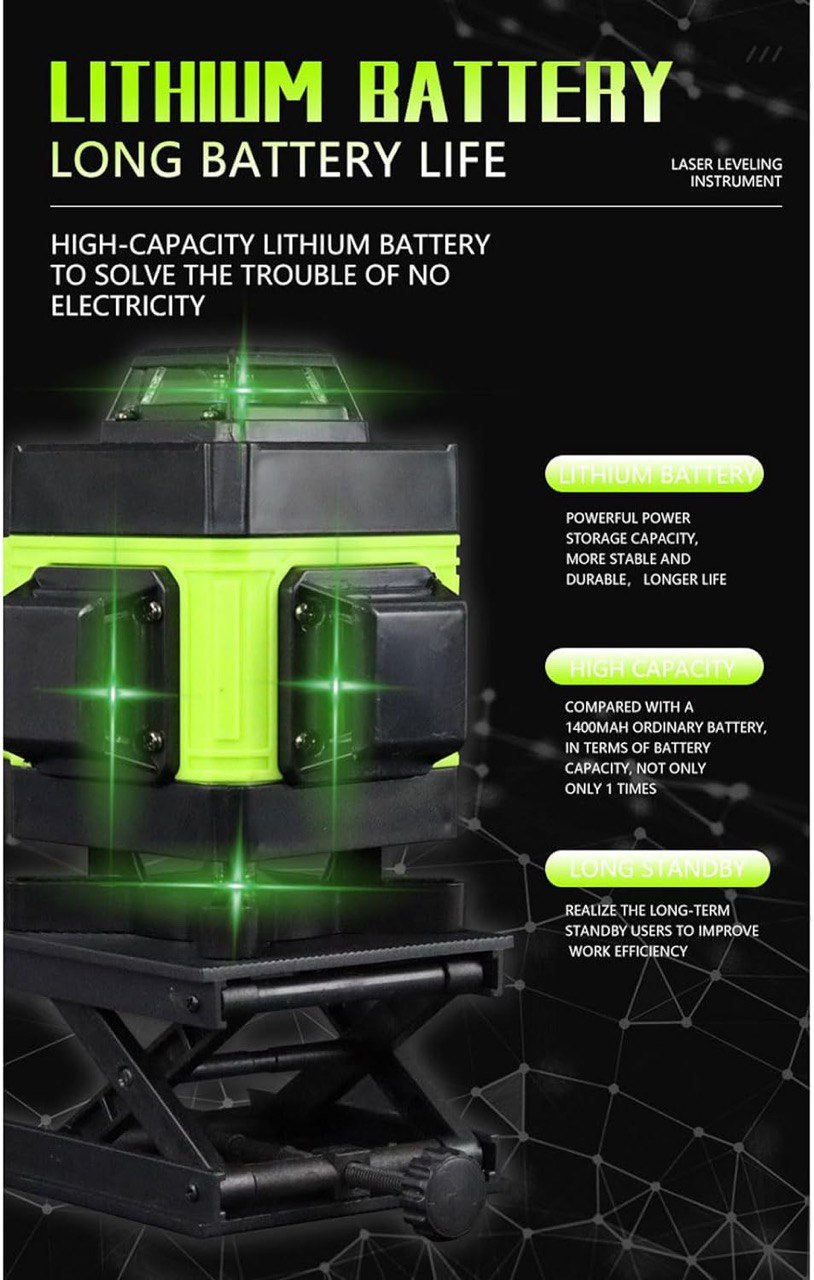 LITHIUM BATTERY
LONG BATTERY LIFE
LASER LEVELING
INSTRUMENT
HIGH-CAPACITY LITHIUM BATTERY
TO SOLVE THE TROUBLE OF NO
ELECTRICITY
LITHIUM BATTERY
POWERFUL POWER
STORAGE CAPACITY,
MORE STABLE AND
DURABLE, LONGER LIFE
HIGH CAPACITY
COMPARED WITH A
1400MAH ORDINARY BATTERY,
IN TERMS OF BATTERY
CAPACITY, NOT ONLY
ONLY 1 TIMES
LONG STANDBY
REALIZE THE LONG-TERM
STANDBY USERS TO IMPROVE
WORK EFFICIENCY